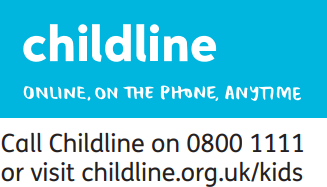 childline
ONLINE, ON THE PHONE, ANYTIME
Call Childline on 0800 1111
or visit childline.org.uk/kids